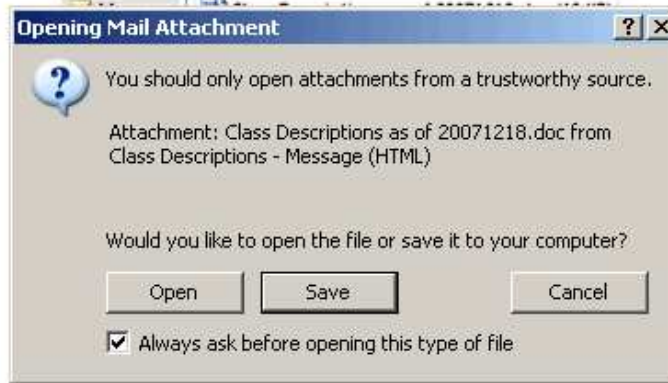 Opening Mail Attachment
You should only open attachments from a trustworthy source.
Attachment: Class Descriptions as of 20071218.doc from
Class Descriptions - Message (HTML)
Would you like to open the file or save it to your computer?
Open Save Cancel
Always ask before opening this type of file